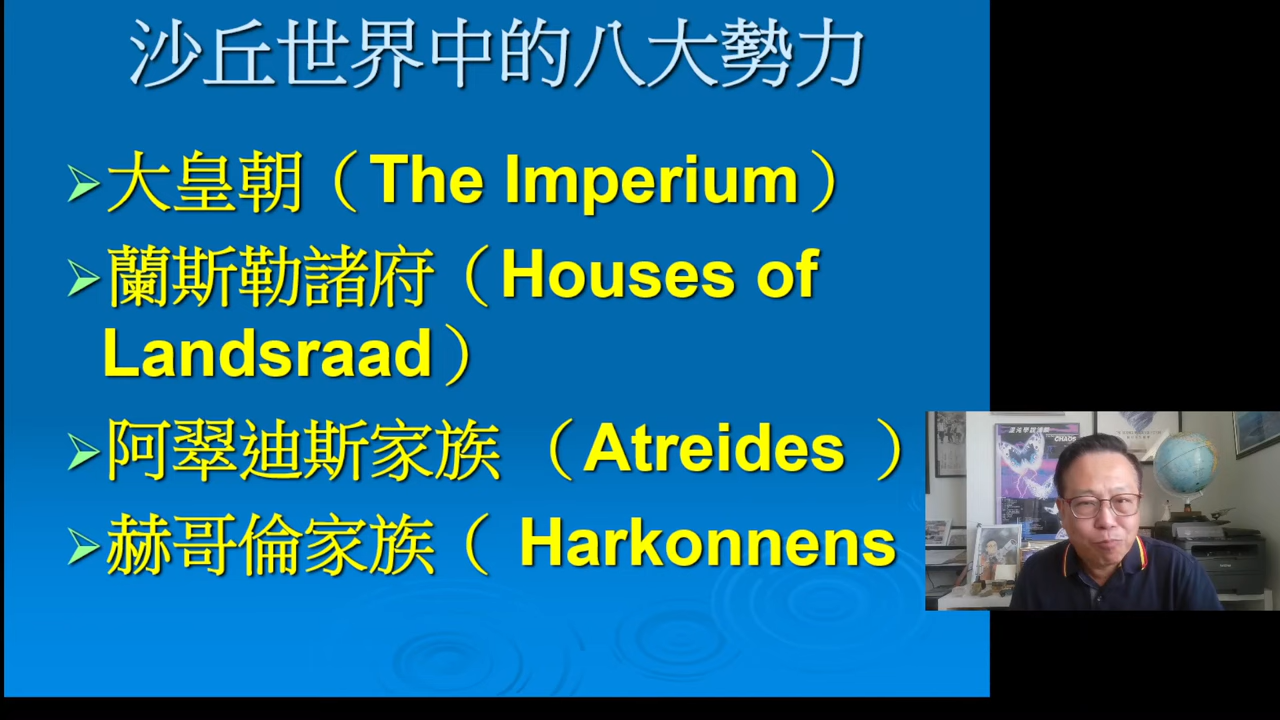 沙丘世界中的八大勢力
大皇朝（The Imperium）
蘭斯勒諸府（Houses of
Landsraad）
阿翠迪斯家族 （Atreides ）
赫哥倫家族（ Harkonnens
CHAOS